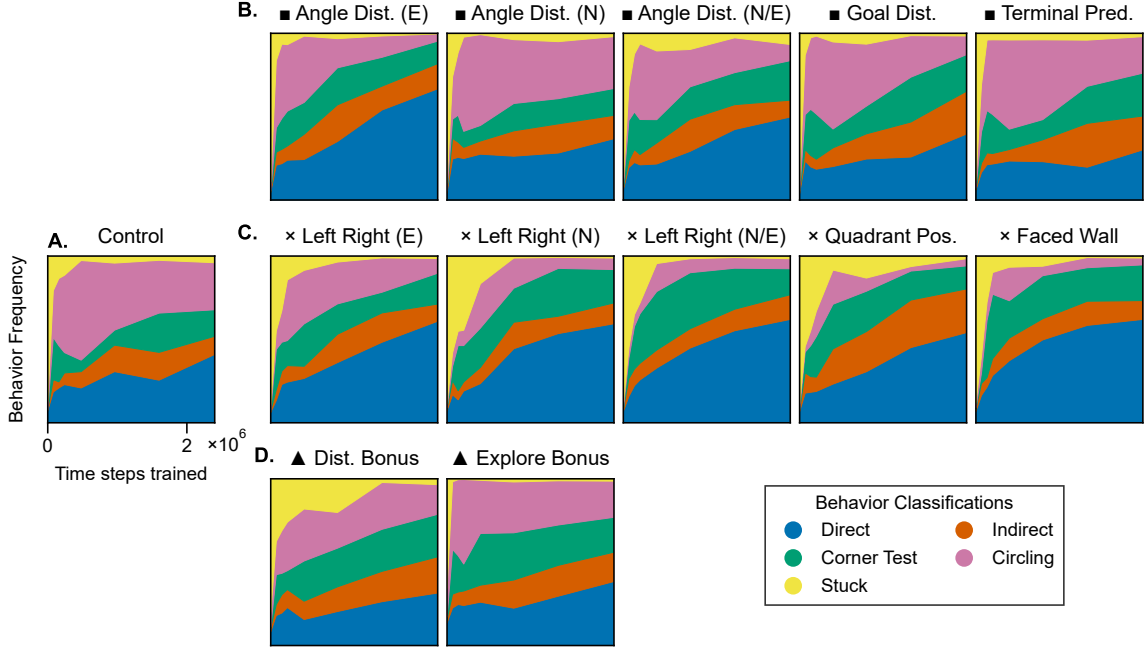 B. ■ Angle Dist. (E) ■ Angle Dist. (N) ■ Angle Dist. (N/E) ■ Goal Dist. ■ Terminal Pred.
A. Control
C. × Left Right (E) × Left Right (N) × Left Right (N/E) × Quadrant Pos. × Faced Wall
Behavior Frequency
0 2 ×10⁶
Time steps trained
D. ▲ Dist. Bonus ▲ Explore Bonus
Behavior Classifications
Direct Indirect
Corner Test Circling
Stuck